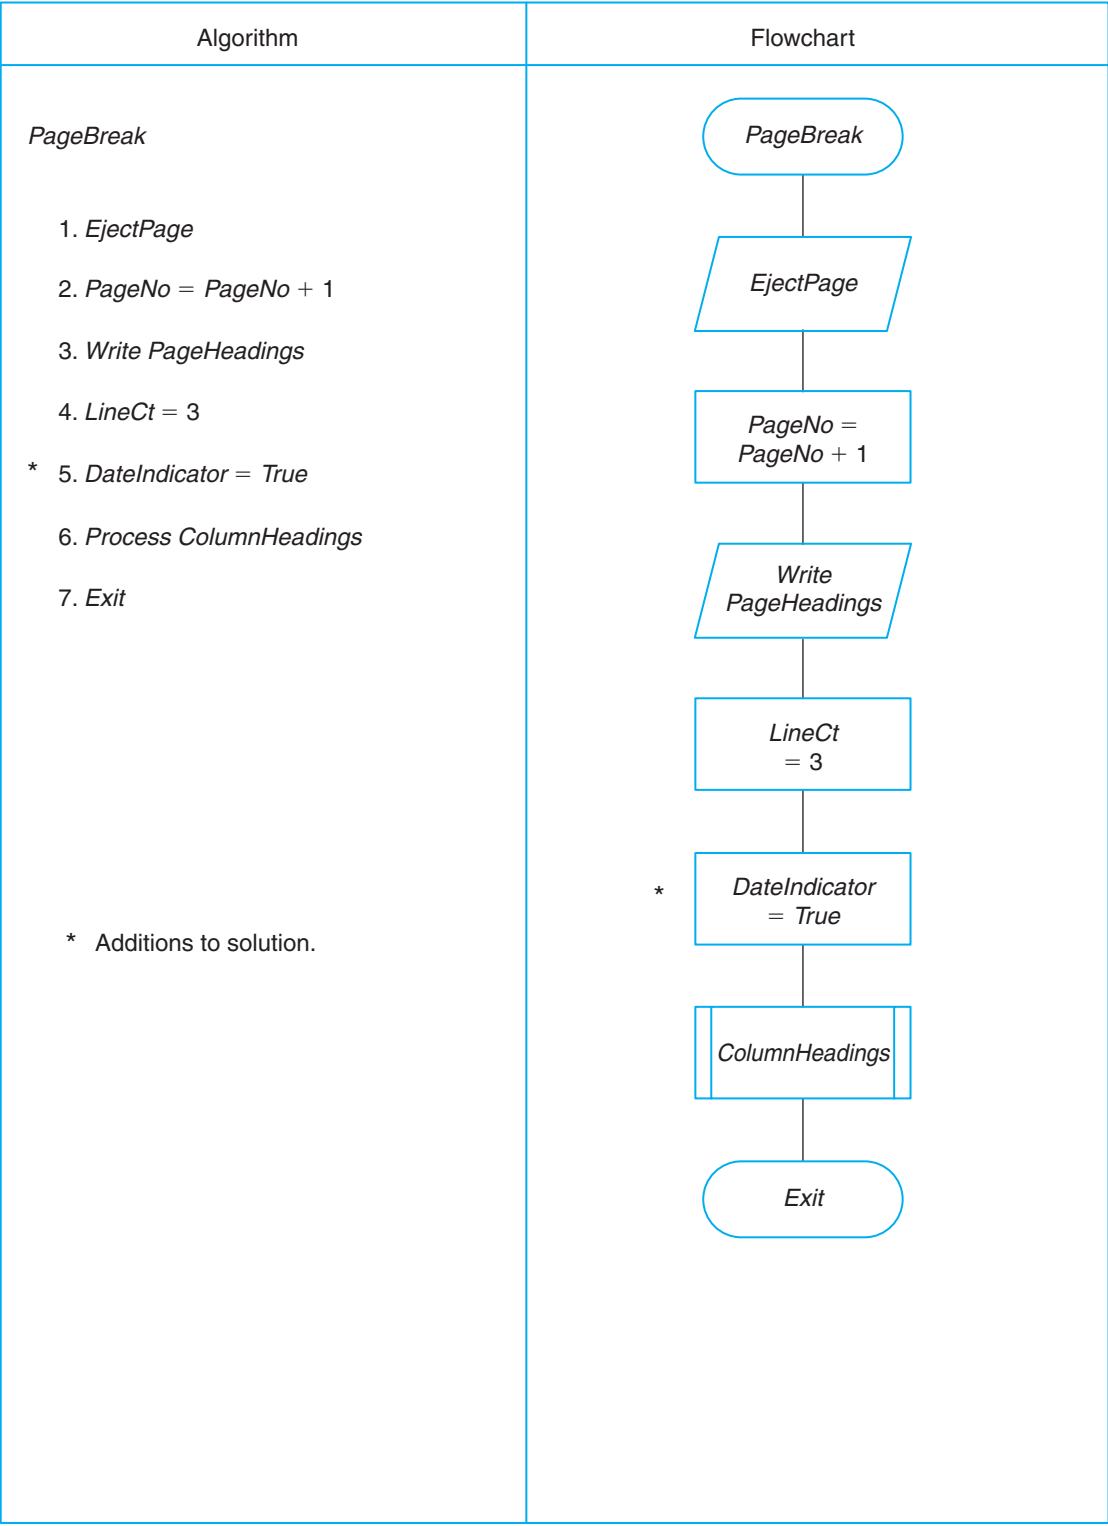 Algorithm
Flowchart
PageBreak
1. EjectPage
2. PageNo = PageNo + 1
3. Write PageHeadings
4. LineCt = 3
* 5. DateIndicator = True
6. Process ColumnHeadings
7. Exit
* Additions to solution.
PageBreak
EjectPage
PageNo =
PageNo + 1
Write
PageHeadings
LineCt
= 3
* DateIndicator
= True
ColumnHeadings
Exit